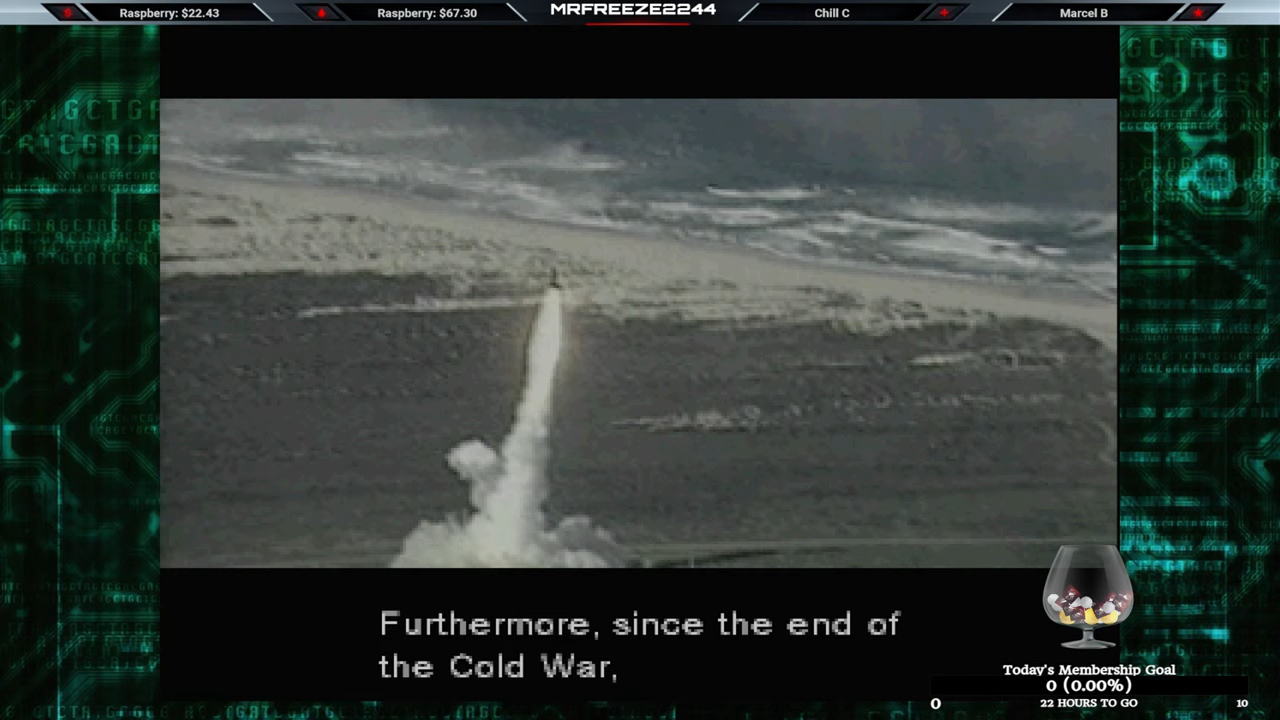 Raspberry: $22.43
Raspberry: $67.30
MRFREEZE2244
Chill C
Marcel B
Furthermore, since the end of
the Cold War,
Today's Membership Goal
0 (0.00%)
0
22 HOURS TO GO
10